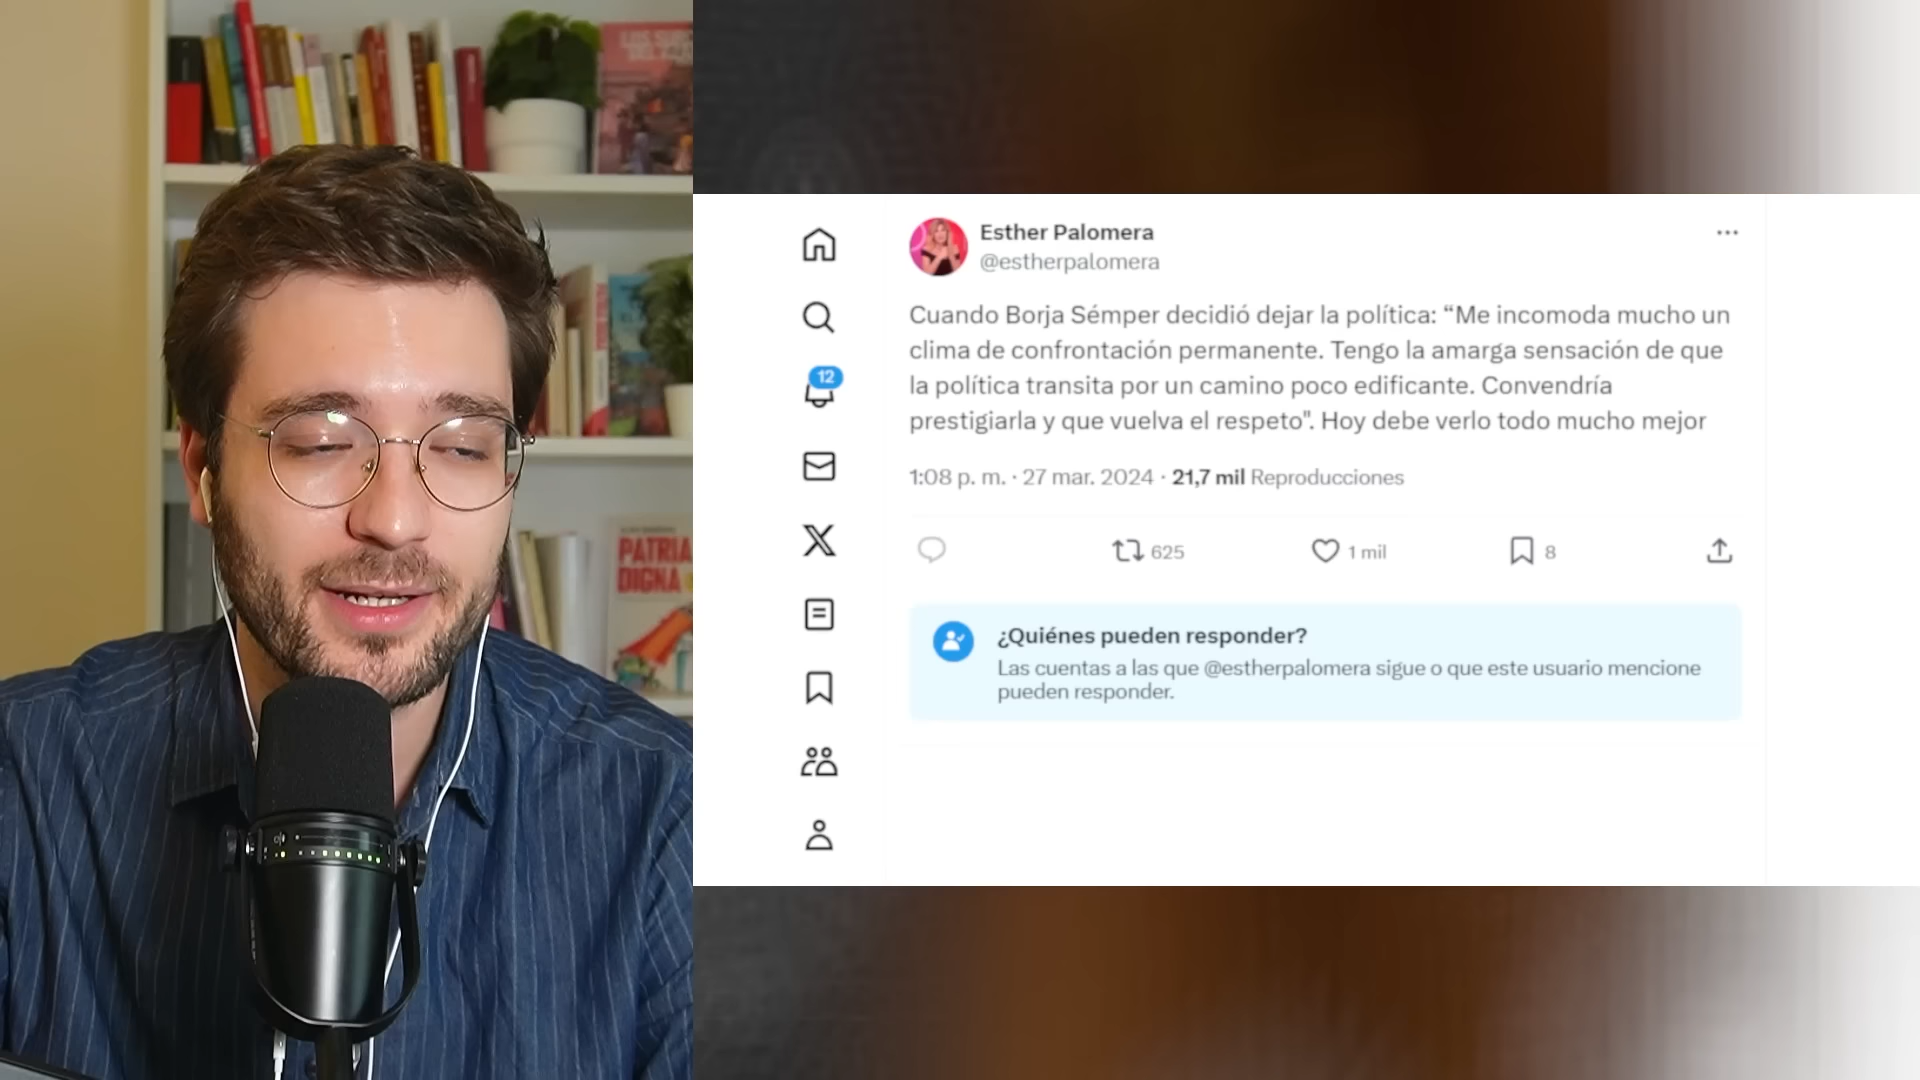 PATRIA
DIGNA
12
Esther Palomera
@estherpalomera
Cuando Borja Sémper decidió dejar la política: “Me incomoda mucho un
clima de confrontación permanente. Tengo la amarga sensación de que
la política transita por un camino poco edificante. Convendría
prestigiarla y que vuelva el respeto". Hoy debe verlo todo mucho mejor
1:08 p. m. · 27 mar. 2024 · 21,7 mil Reproducciones
625
1 mil
8
¿Quiénes pueden responder?
Las cuentas a las que @estherpalomera sigue o que este usuario mencione
pueden responder.